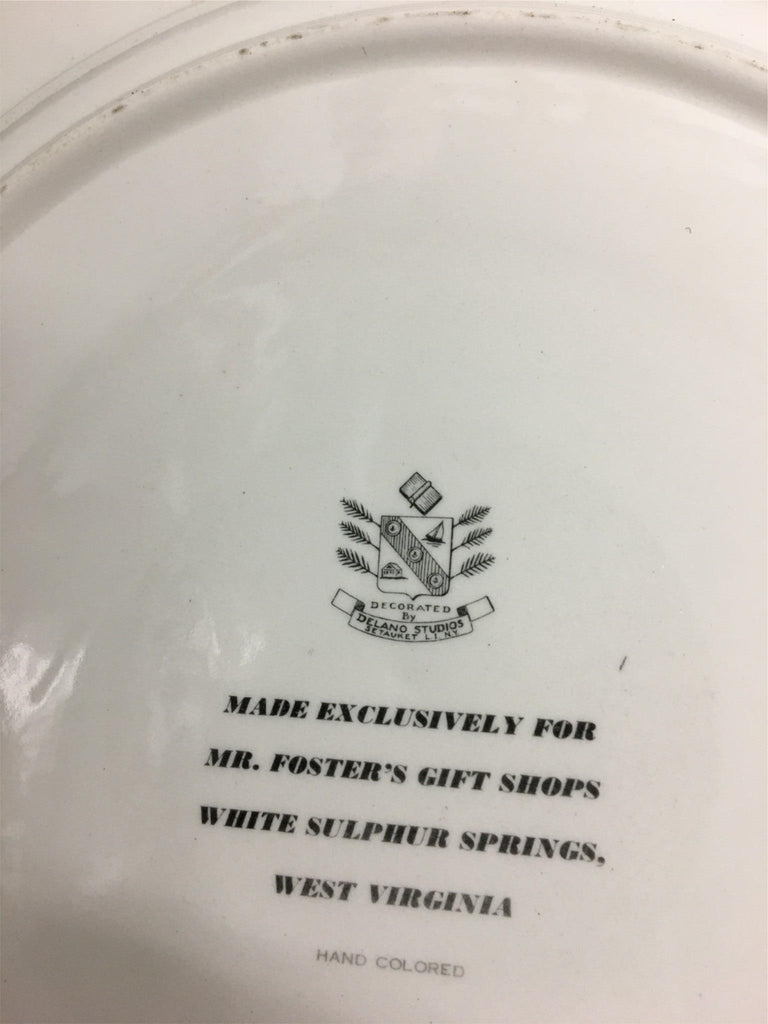 DECORATED
By
DELANO STUDIOS
SETAUKET L.I. N.Y.
MADE EXCLUSIVELY FOR
MR. FOSTER'S GIFT SHOPS
WHITE SULPHUR SPRINGS,
WEST VIRGINIA
HAND COLORED